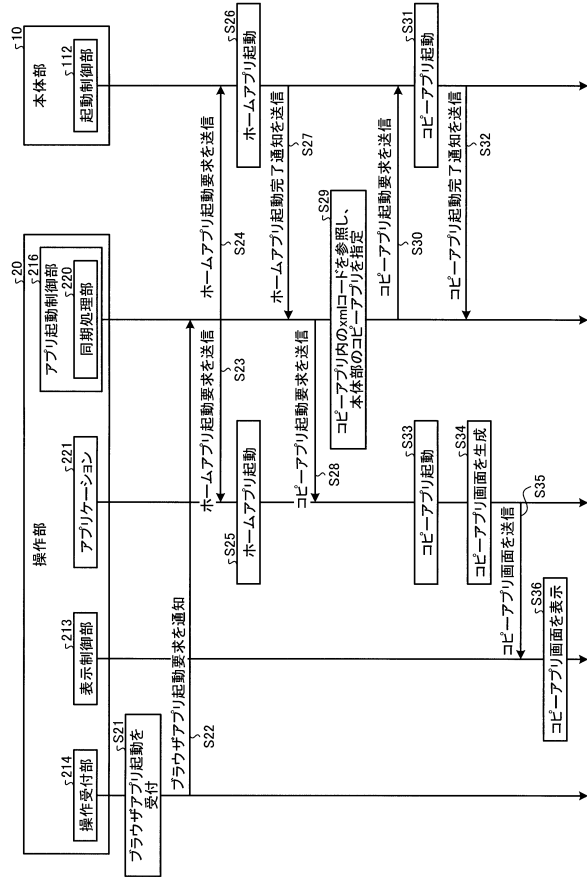 20
操作部
10
本体部
214
操作受付部
213
表示制御部
221
アプリケーション
216
アプリ起動制御部
220
同期処理部
112
起動制御部
S21
ブラウザアプリ起動を
受付
ブラウザアプリ起動要求を通知
S22
ホームアプリ起動要求を送信
S23
ホームアプリ起動要求を送信
S24
S25
ホームアプリ起動
S26
ホームアプリ起動
ホームアプリ起動完了通知を送信
S27
コピーアプリ起動要求を送信
S28
S29
コピーアプリ内のxmlコードを参照し、
本体部のコピーアプリを指定
コピーアプリ起動要求を送信
S30
S31
コピーアプリ起動
コピーアプリ起動完了通知を送信
S32
S33
コピーアプリ起動
S34
コピーアプリ画面を生成
コピーアプリ画面を送信
S35
S36
コピーアプリ画面を表示